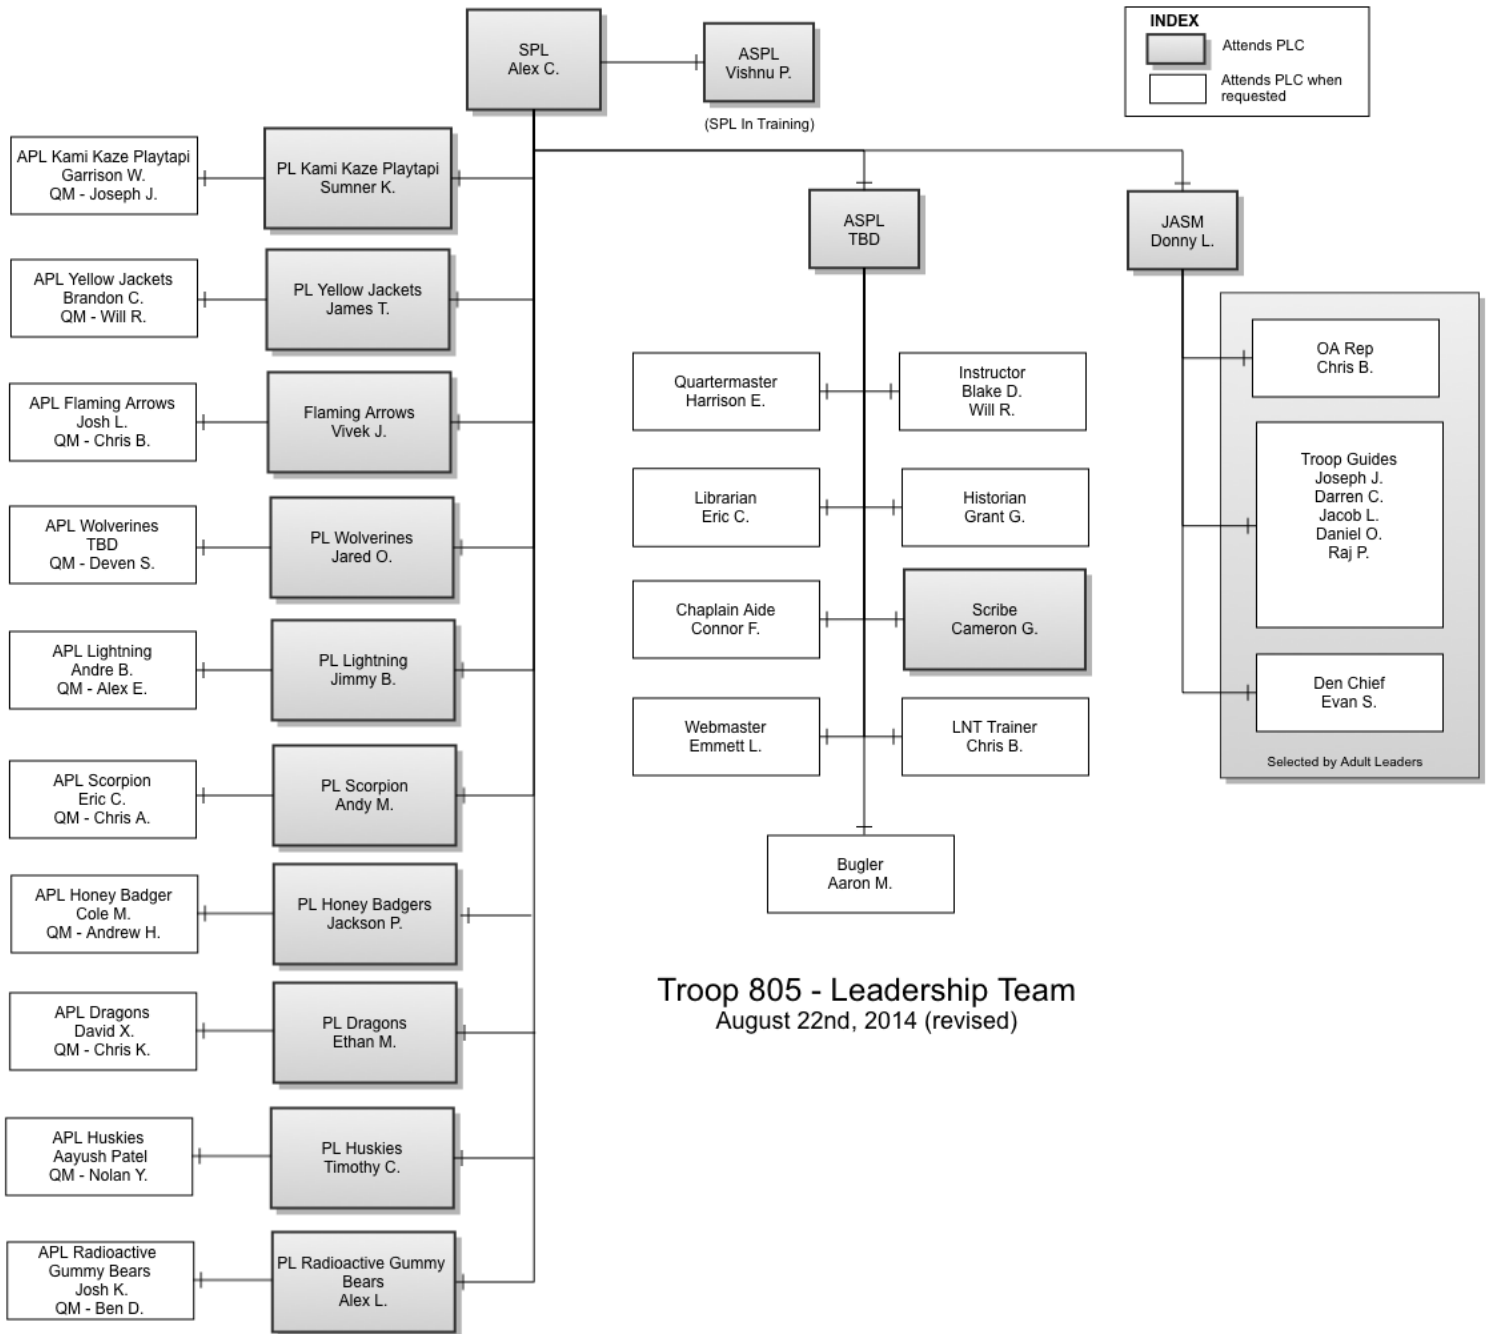 SPL
Alex C.
ASPL
Vishnu P.
(SPL In Training)
INDEX
Attends PLC
Attends PLC when
requested
APL Kami Kaze Playtapi
Garrison W.
QM - Joseph J.
PL Kami Kaze Playtapi
Sumner K.
ASPL
TBD
JASM
Donny L.
APL Yellow Jackets
Brandon C.
QM - Will R.
PL Yellow Jackets
James T.
APL Flaming Arrows
Josh L.
QM - Chris B.
Flaming Arrows
Vivek J.
APL Wolverines
TBD
QM - Deven S.
PL Wolverines
Jared O.
APL Lightning
Andre B.
QM - Alex E.
PL Lightning
Jimmy B.
APL Scorpion
Eric C.
QM - Chris A.
PL Scorpion
Andy M.
APL Honey Badger
Cole M.
QM - Andrew H.
PL Honey Badgers
Jackson P.
APL Dragons
David X.
QM - Chris K.
PL Dragons
Ethan M.
APL Huskies
Aayush Patel
QM - Nolan Y.
PL Huskies
Timothy C.
APL Radioactive
Gummy Bears
Josh K.
QM - Ben D.
PL Radioactive Gummy
Bears
Alex L.
Quartermaster
Harrison E.
Instructor
Blake D.
Will R.
Librarian
Eric C.
Historian
Grant G.
Chaplain Aide
Connor F.
Scribe
Cameron G.
Webmaster
Emmett L.
LNT Trainer
Chris B.
Bugler
Aaron M.
OA Rep
Chris B.
Troop Guides
Joseph J.
Darren C.
Jacob L.
Daniel O.
Raj P.
Den Chief
Evan S.
Selected by Adult Leaders
Troop 805 - Leadership Team
August 22nd, 2014 (revised)